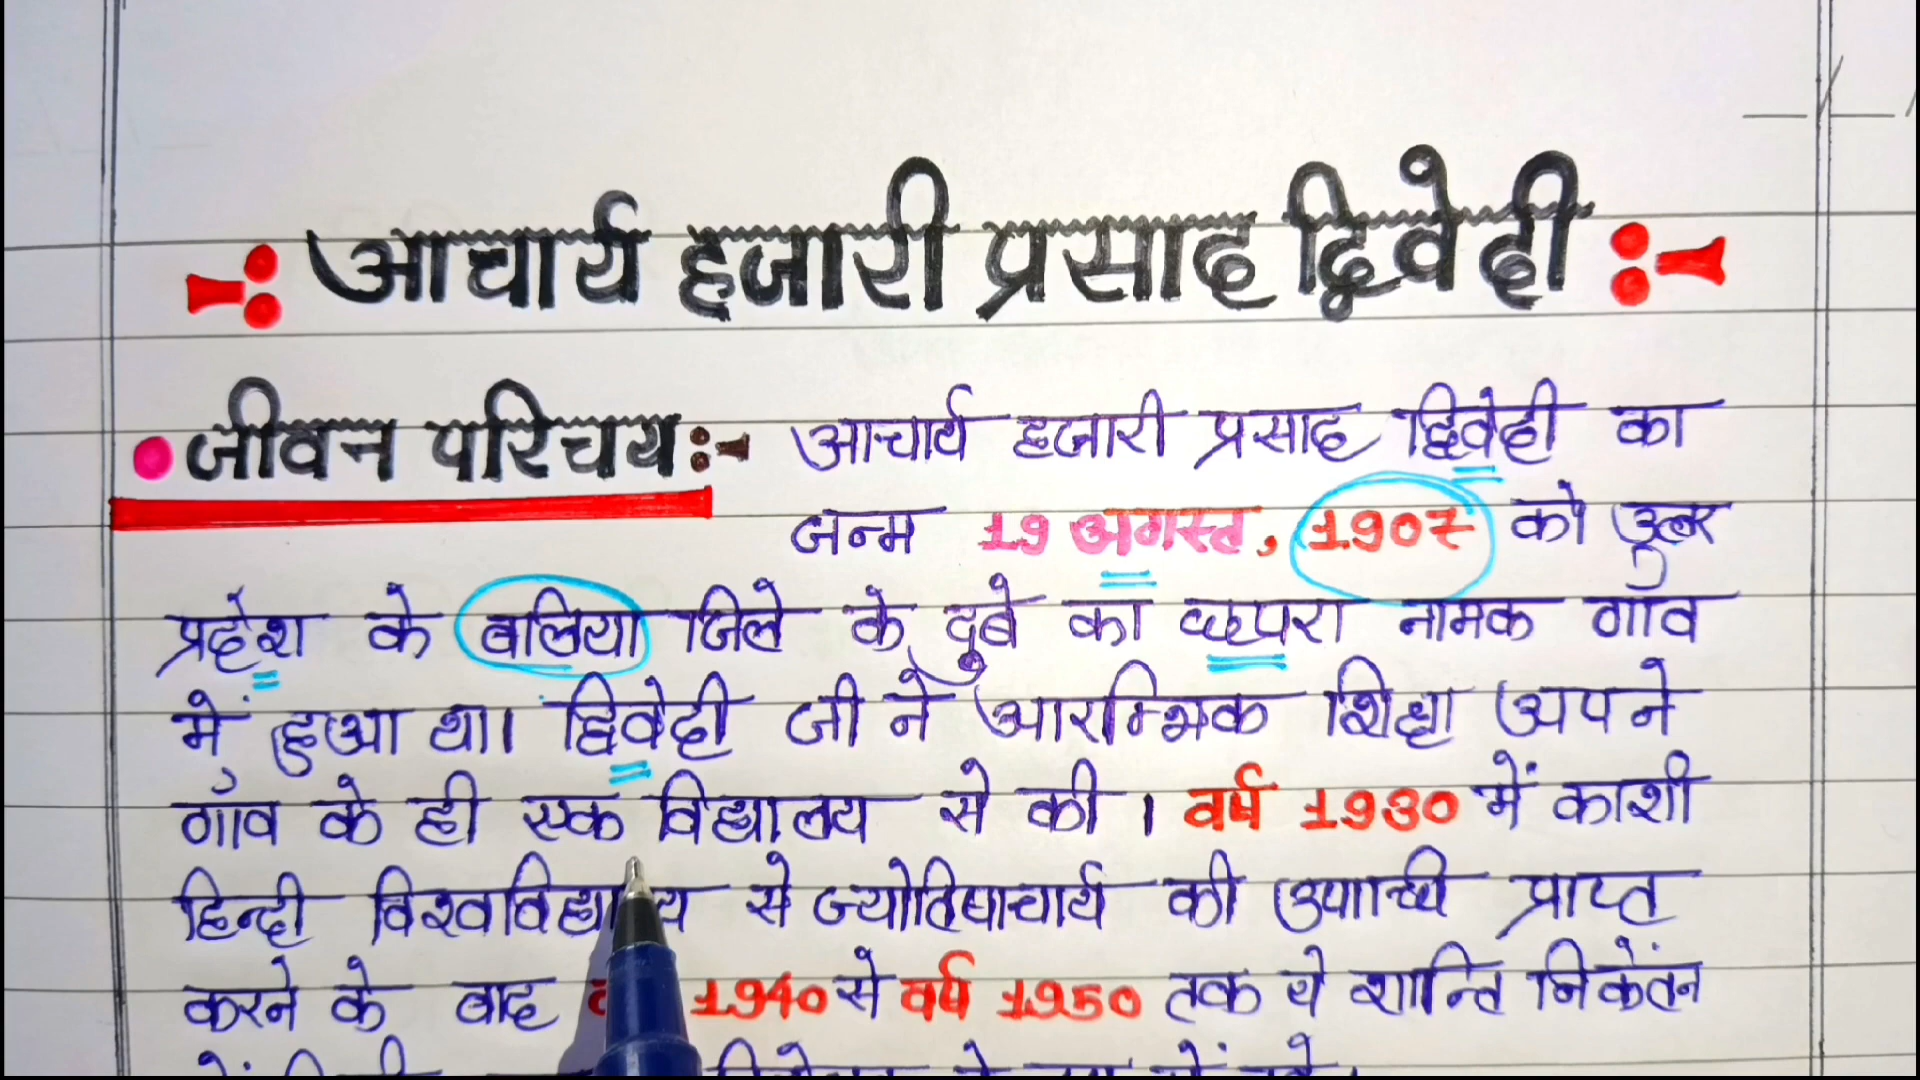 आचार्य हजारी प्रसाद द्विवेदी
जीवन परिचय:- आचार्य हजारी प्रसाद द्विवेदी का
जन्म 19 अगस्त, 1907 को उत्तर
प्रदेश के बलिया जिले के दुबे का छपरा नामक गाँव
में हुआ था। द्विवेदी जी ने आरम्भिक शिक्षा अपने
गाँव के ही एक विद्यालय से की। वर्ष 1930 में काशी
हिन्दी विश्वविद्यालय से ज्योतिषाचार्य की उपाधि प्राप्त
करने के बाद 1940 से वर्ष 1950 तक ये शान्ति निकेतन